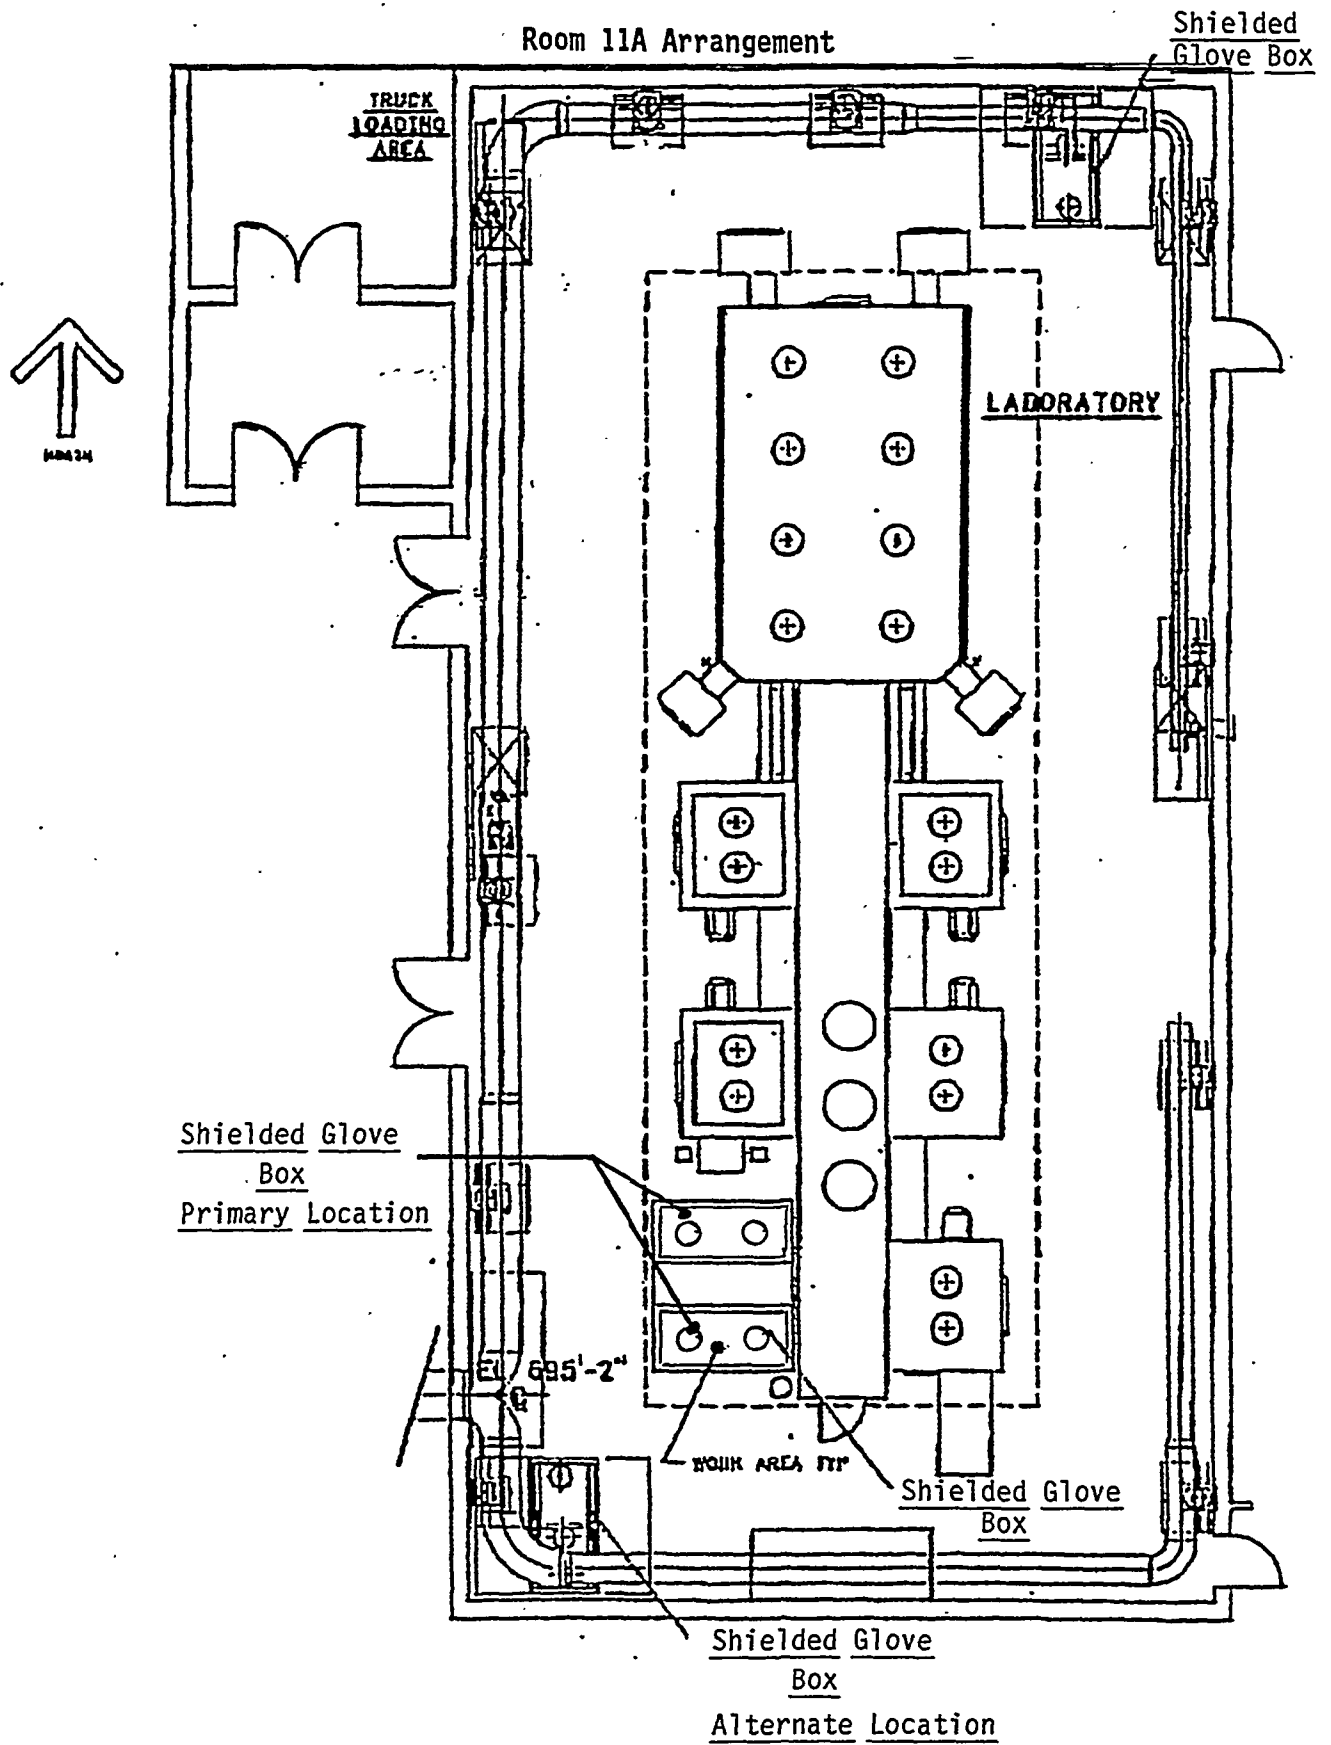 Room 11A Arrangement
Shielded
Glove Box
TRUCK
LOADING
AREA
LABORATORY
Shielded Glove
Box
Primary Location
EL 695'-2"
AREA
Shielded Glove
Box
Shielded Glove
Box
Alternate Location